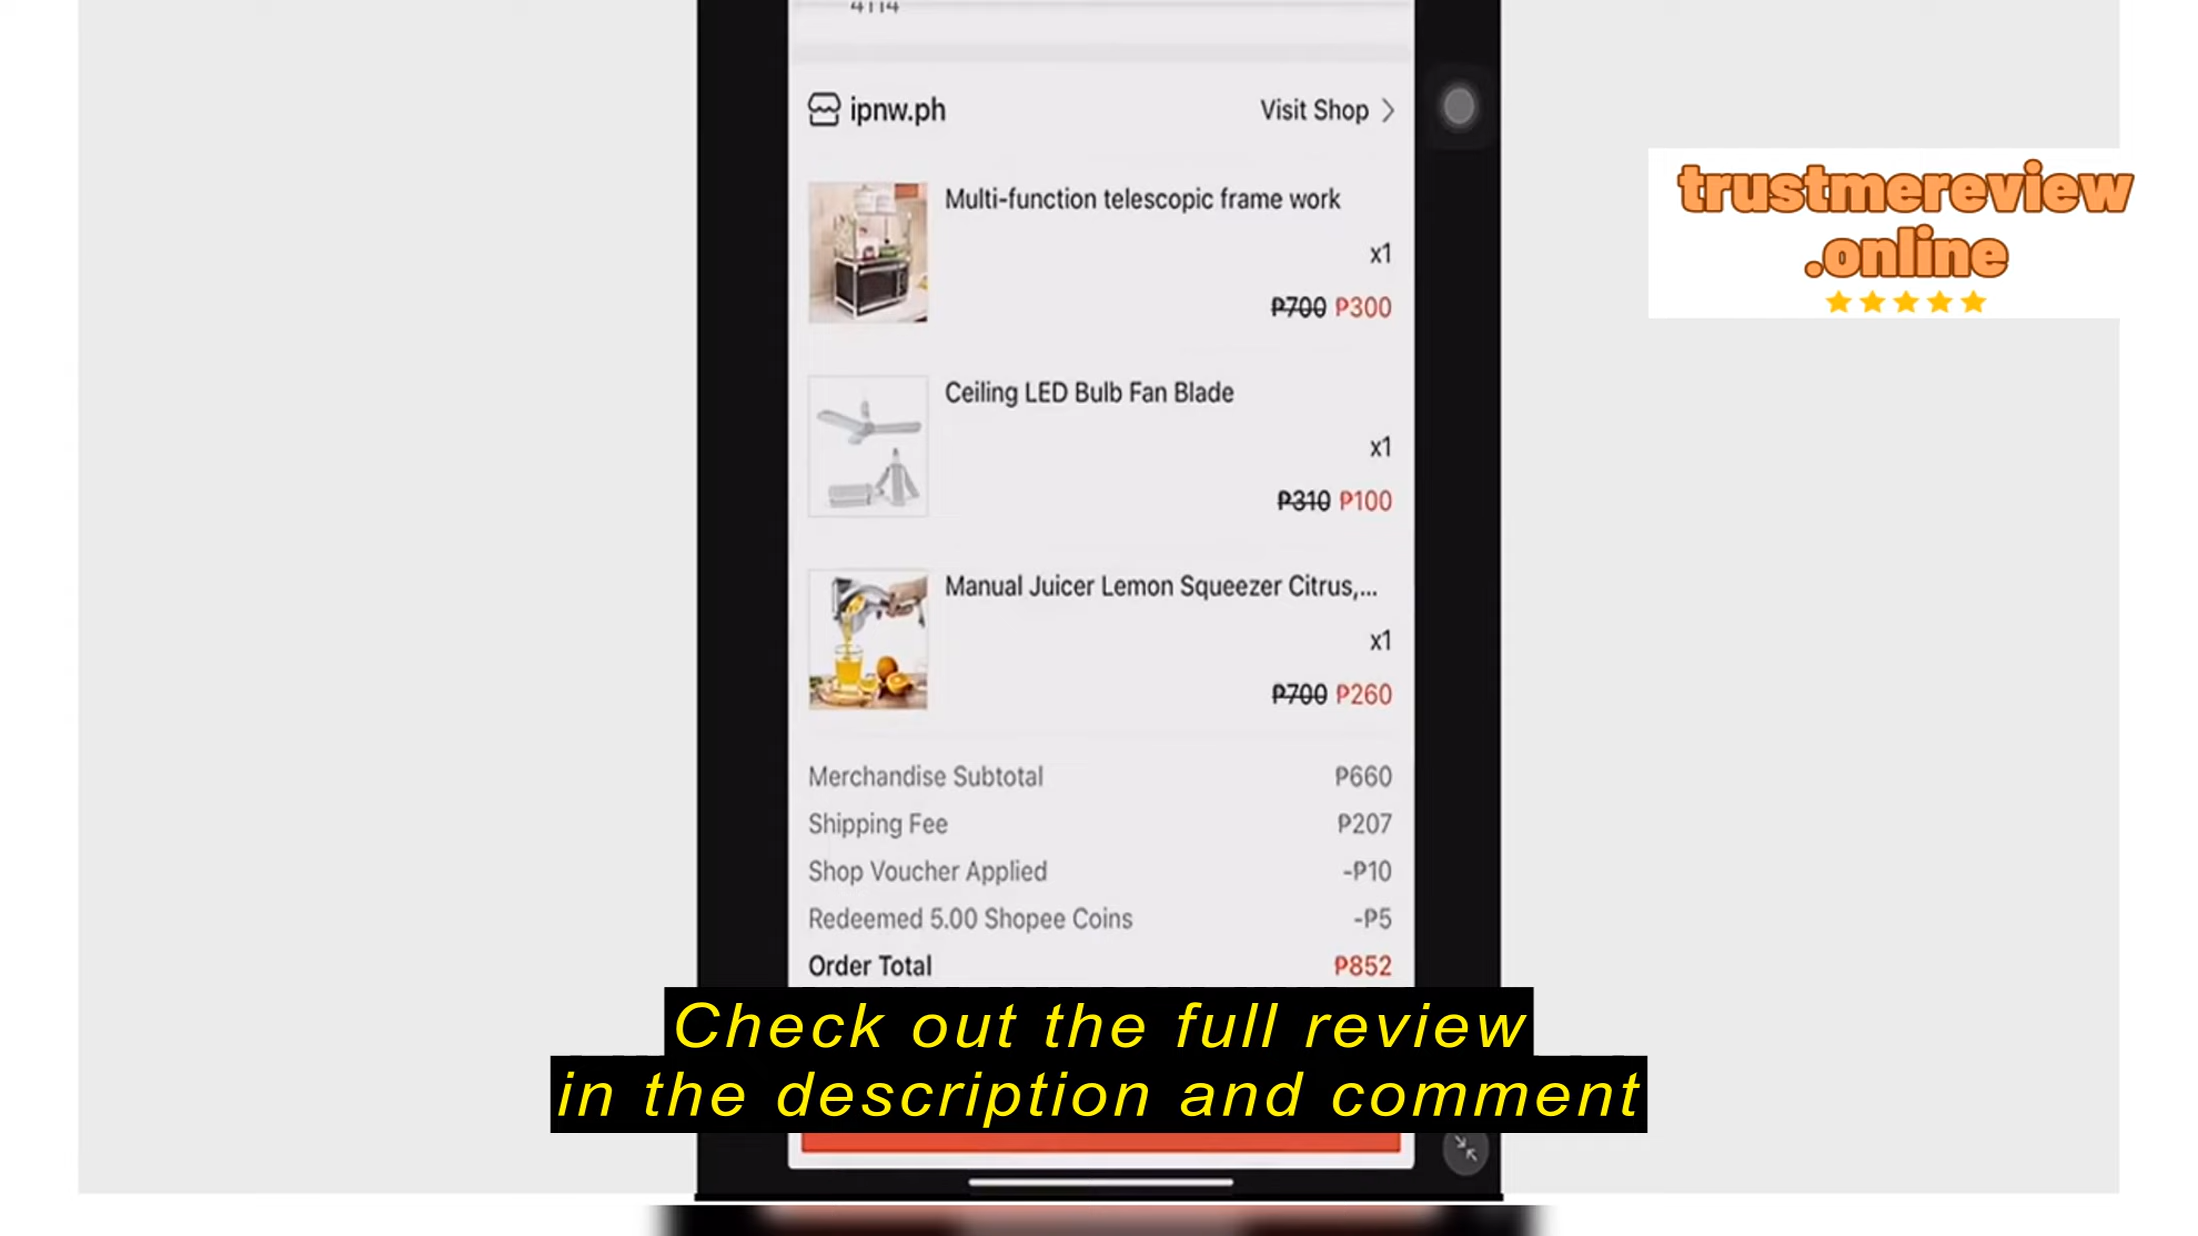 4114
ipnw.ph Visit Shop
Multi-function telescopic frame work
x1
₱700 ₱300
Ceiling LED Bulb Fan Blade
x1
₱310 ₱100
Manual Juicer Lemon Squeezer Citrus,...
x1
₱700 ₱260
Merchandise Subtotal ₱660
Shipping Fee ₱207
Shop Voucher Applied -₱10
Redeemed 5.00 Shopee Coins -₱5
Order Total ₱852
trustmereview
.online
Check out the full review
in the description and comment